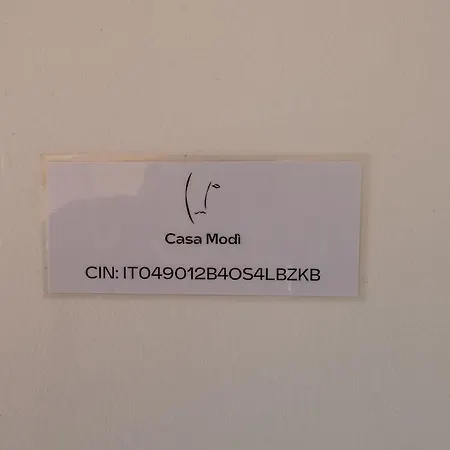 Casa Modì
CIN: IT049012B4OS4LBZKB